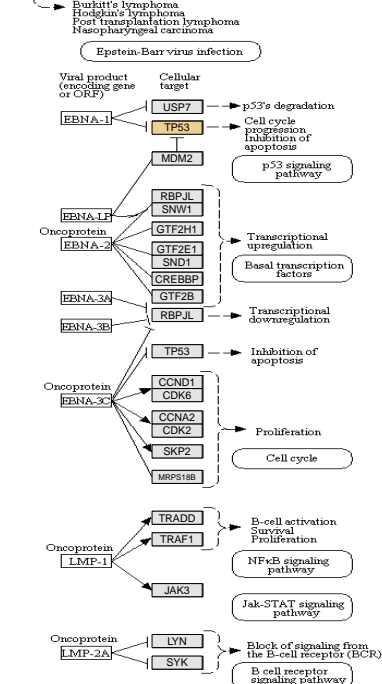 Burkitt's lymphoma
Hodgkin's lymphoma
Post transplantation lymphoma
Nasopharyngeal carcinoma
Epstein-Barr virus infection
Viral product
(encoding gene
or ORF)
Cellular
target
EBNA-1
USP7
p53's degradation
TP53
Cell cycle
progression
Inhibition of
apoptosis
MDM2
p53 signaling
pathway
EBNA-LP
Oncoprotein
EBNA-2
RBPJL
SNW1
GTF2H1
GTF2E1
SND1
CREBBP
GTF2B
Transcriptional
upregulation
Basal transcription
factors
EBNA-3A
EBNA-3B
RBPJL
Transcriptional
downregulation
TP53
Inhibition of
apoptosis
Oncoprotein
EBNA-3C
CCND1
CDK6
CCNA2
CDK2
SKP2
MRPS18B
Proliferation
Cell cycle
Oncoprotein
LMP-1
TRADD
TRAF1
JAK3
B-cell activation
Survival
Proliferation
NFκB signaling
pathway
Jak-STAT signaling
pathway
Oncoprotein
LMP-2A
LYN
SYK
Block of signaling from
the B-cell receptor (BCR)
B cell receptor
signaling pathway